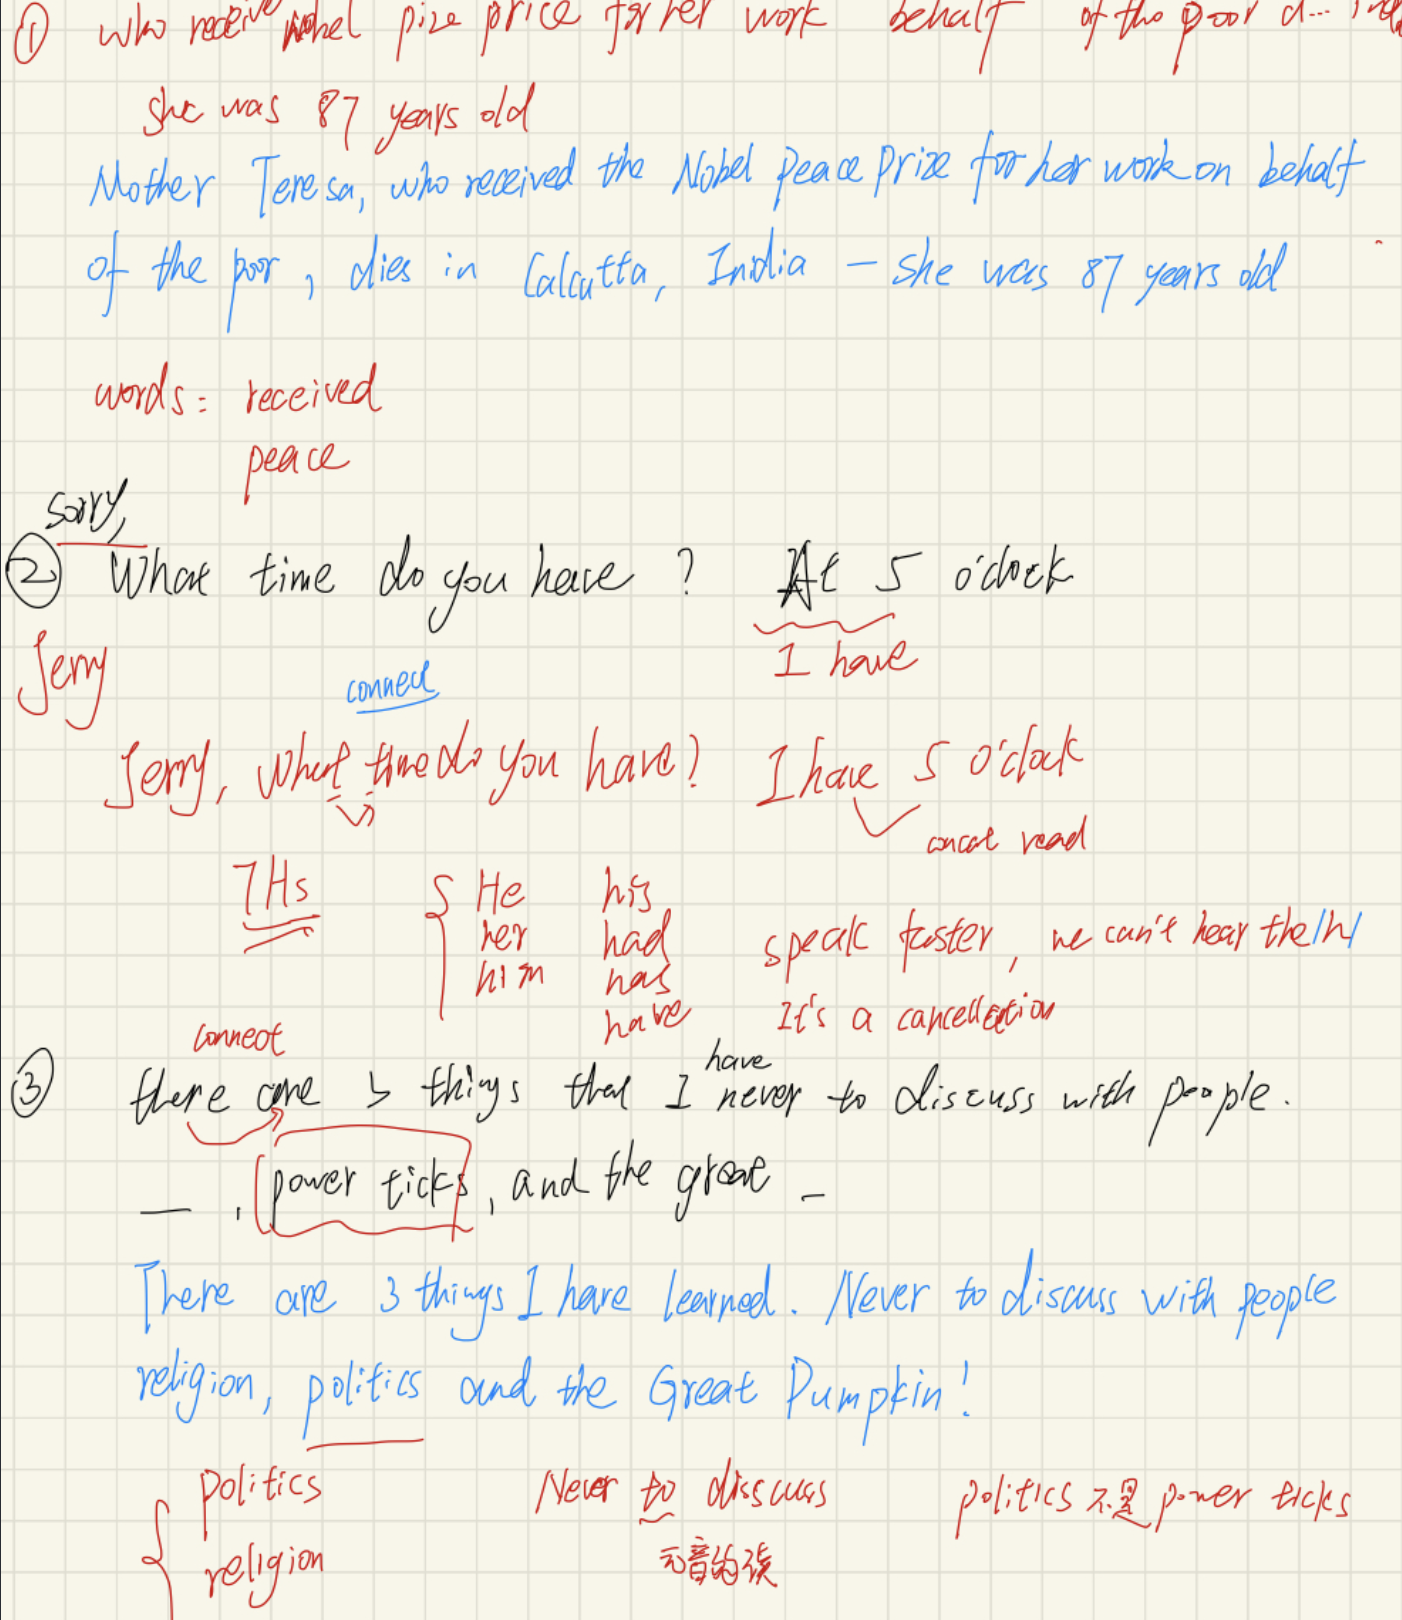 ① who receive nobel pize price for her work behalf of the poor d...
she was 87 years old
Mother Teresa, who received the Nobel Peace Prize for her work on behalf
of the poor, dies in Calcutta, India – she was 87 years old
words: received
peace
sorry,
② What time do you have ? At 5 o'clock
Jerry
I have
connect
Jerry, What time do you have? I have 5 o'clock
concat read
7Hs
He his
her had
him has
have
speak faster, we can't hear the /h/
It's a cancellation
connect
have
③ there are 3 things that I never to discuss with people.
__ , power ticks, and the great _
There are 3 things I have learned. Never to discuss with people
religion, politics and the Great Pumpkin!
politics
religion
Never to disscuss
元音的误
politics 不是 power ticks